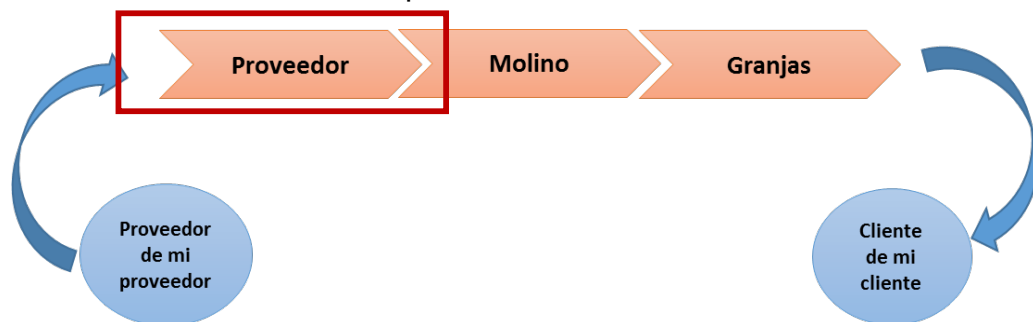 Proveedor
Molino
Granjas
Proveedor
de mi
proveedor
Cliente
de mi
cliente